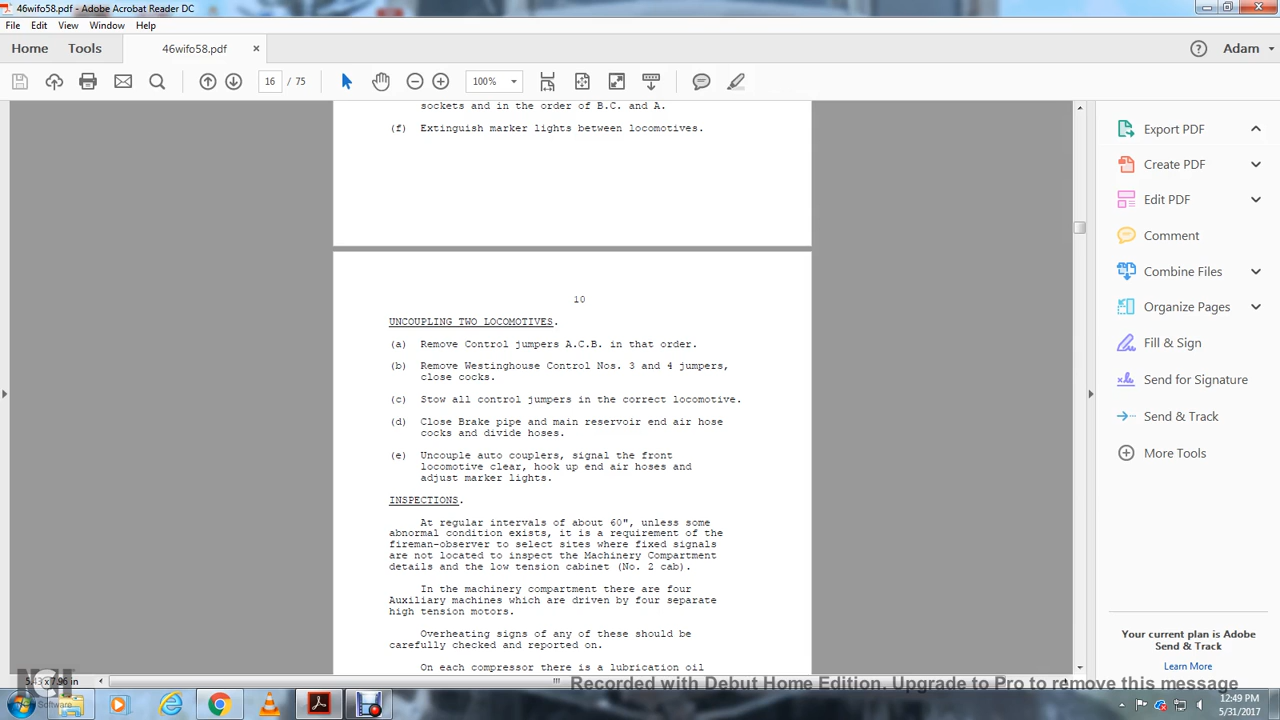 46wifo58.pdf - Adobe Acrobat Reader DC
File Edit View Window Help
Home Tools 46wifo58.pdf × Adam
16 / 75 100%
sockets and in the order of B.C. and A.
(f) Extinguish marker lights between locomotives.
10
UNCOUPLING TWO LOCOMOTIVES.
(a) Remove Control jumpers A.C.B. in that order.
(b) Remove Westinghouse Control Nos. 3 and 4 jumpers,
close cocks.
(c) Stow all control jumpers in the correct locomotive.
(d) Close Brake pipe and main reservoir end air hose
cocks and divide hoses.
(e) Uncouple auto couplers, signal the front
locomotive clear, hook up end air hoses and
adjust marker lights.
INSPECTIONS.
At regular intervals of about 60", unless some
abnormal condition exists, it is a requirement of the
fireman-observer to select sites where fixed signals
are not located to inspect the Machinery Compartment
details and the low tension cabinet (No. 2 cab).
In the machinery compartment there are four
Auxiliary machines which are driven by four separate
high tension motors.
Overheating signs of any of these should be
carefully checked and reported on.
On each compressor there is a lubrication oil
Export PDF
Create PDF
Edit PDF
Comment
Combine Files
Organize Pages
Fill & Sign
Send for Signature
Send & Track
More Tools
Your current plan is Adobe
Send & Track
Learn More
5.43 x 7.96 in
NCH
Software
Recorded with Debut Home Edition. Upgrade to Pro to remove this message
12:49 PM
5/31/2017